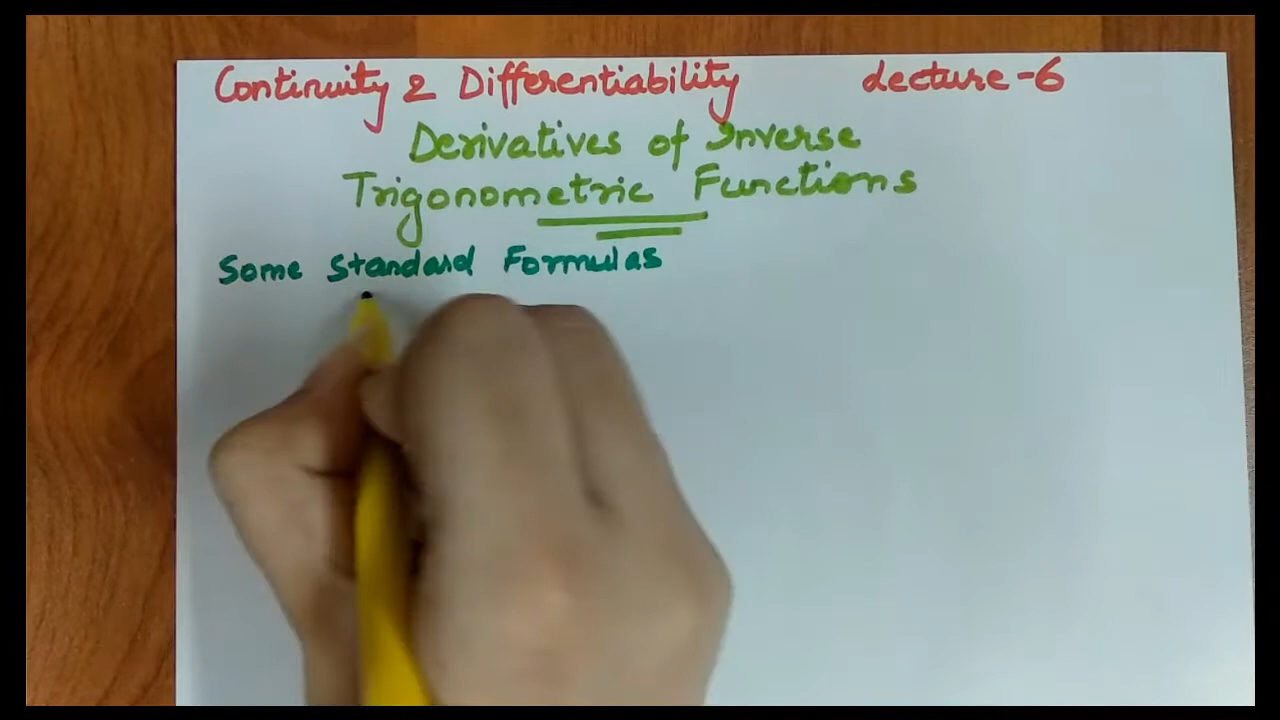 Continuity & Differentiability Lecture -6
Derivatives of Inverse
Trigonometric Functions
Some Standard Formulas